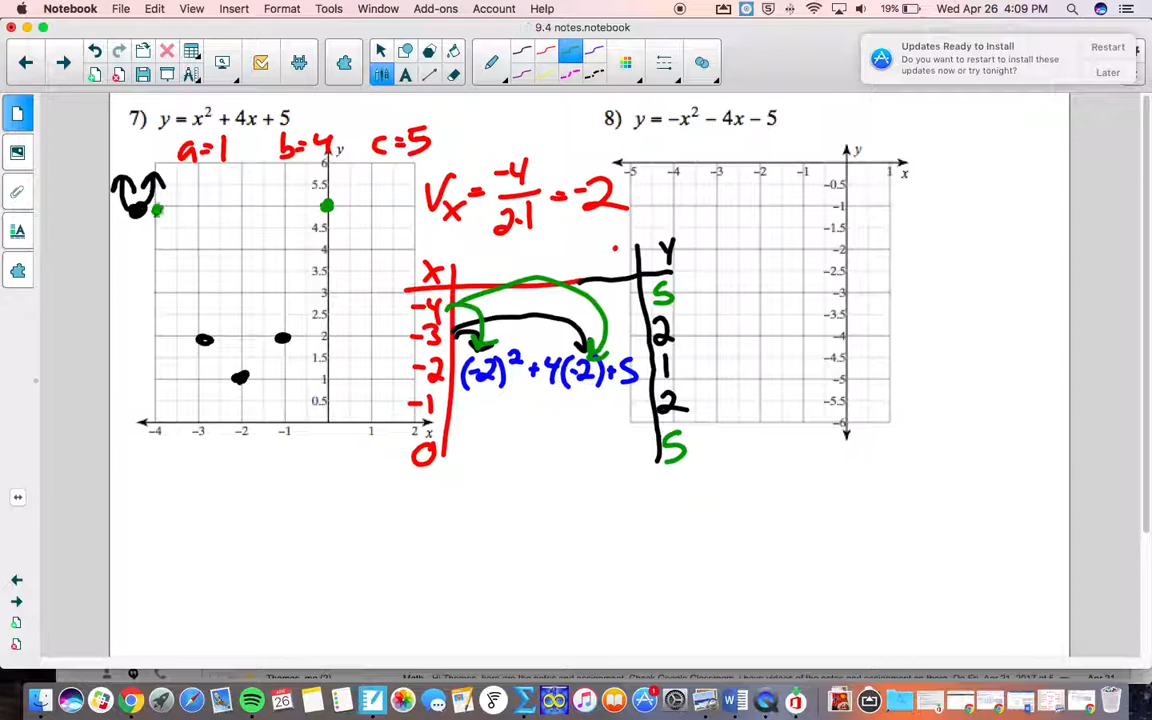 Notebook File Edit View Insert Format Tools Window Add-ons Account Help 19% Wed Apr 26 4:09 PM
9.4 notes.notebook
Updates Ready to Install
Do you want to restart to install these updates now or try tonight?
Restart
Later
7) y = x² + 4x + 5
a=1 b=4 c=5
y
6
5.5
4.5
4
3.5
3
2.5
2
1.5
1
0.5
-4 -3 -2 -1 1 2 x
Vx = -4/2·1 = -2
x y
-4 5
-3 2
-2 (-2)² + 4(-2) + 5 1
-1 2
0 5
8) y = −x² − 4x − 5
y
-5 -4 -3 -2 -1 1 x
-0.5
-1
-1.5
-2
-2.5
-3
-3.5
-4
-4.5
-5
-5.5
-6